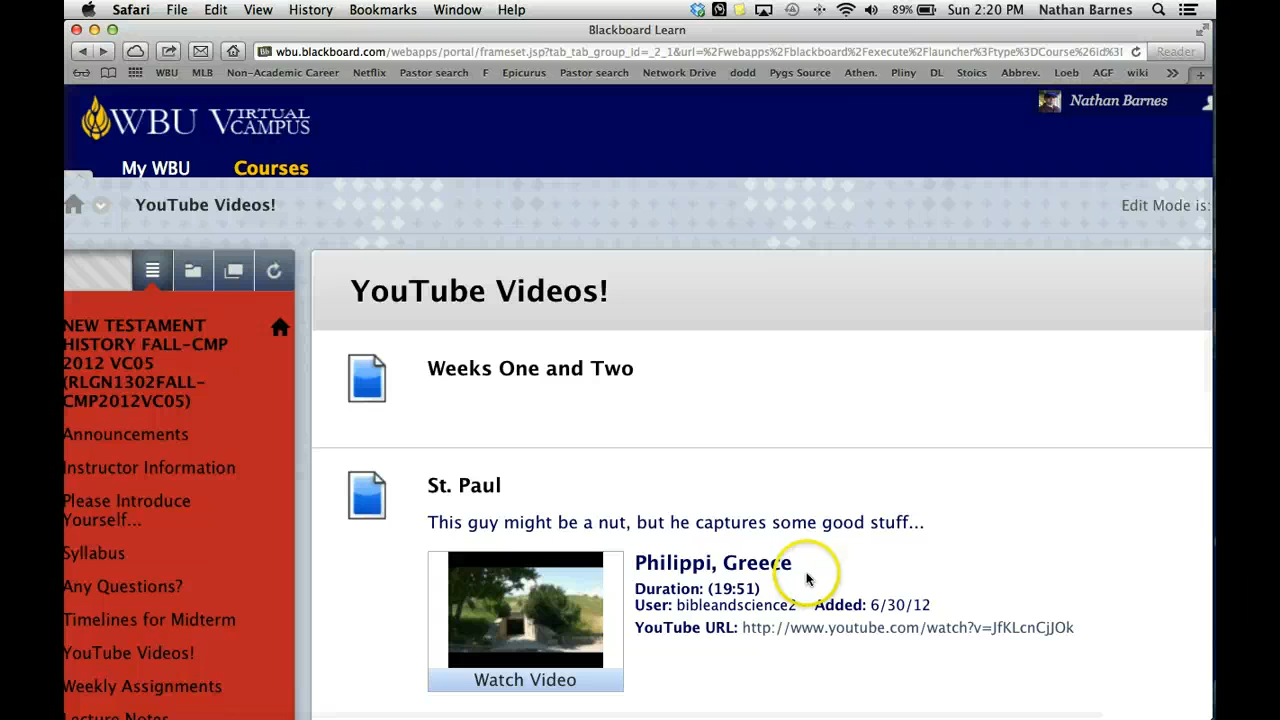 Safari File Edit View History Bookmarks Window Help 89% Sun 2:20 PM Nathan Barnes
Blackboard Learn
wbu.blackboard.com/webapps/portal/frameset.jsp?tab_tab_group_id=_2_1&url=%2Fwebapps%2Fblackboard%2Fexecute%2Flauncher%3Ftype%3DCourse%26id%3D Reader
WBU MLB Non-Academic Career Netflix Pastor search F Epicurus Pastor search Network Drive dodd Pygs Source Athen. Pliny DL Stoics Abbrev. Loeb AGF wiki
Nathan Barnes
WBU VIRTUAL CAMPUS
My WBU Courses
YouTube Videos! Edit Mode is:
YouTube Videos!
NEW TESTAMENT
HISTORY FALL-CMP
2012 VC05
(RLGN1302FALL-
CMP2012VC05)
Announcements
Instructor Information
Please Introduce
Yourself...
Syllabus
Any Questions?
Timelines for Midterm
YouTube Videos!
Weekly Assignments
Lecture Notes
Weeks One and Two
St. Paul
This guy might be a nut, but he captures some good stuff...
Philippi, Greece
Duration: (19:51)
User: bibleandscience2 Added: 6/30/12
YouTube URL: http://www.youtube.com/watch?v=JfKLcnCjJOk
Watch Video